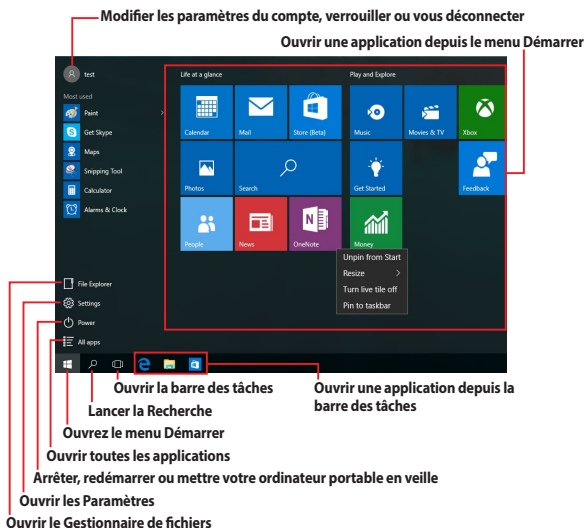 Modifier les paramètres du compte, verrouiller ou vous déconnecter
Ouvrir une application depuis le menu Démarrer
test
Life at a glance
Play and Explore
Most used
Paint
Get Skype
Maps
Snipping Tool
Calculator
Alarms & Clock
Calendar
Mail
Store (Beta)
Music
Movies & TV
Xbox
Photos
Search
Get Started
Feedback
People
News
OneNote
Money
Unpin from Start
Resize
Turn live tile off
Pin to taskbar
File Explorer
Settings
Power
All apps
Ouvrir la barre des tâches
Ouvrir une application depuis la
barre des tâches
Lancer la Recherche
Ouvrez le menu Démarrer
Ouvrir toutes les applications
Arrêter, redémarrer ou mettre votre ordinateur portable en veille
Ouvrir les Paramètres
Ouvrir le Gestionnaire de fichiers